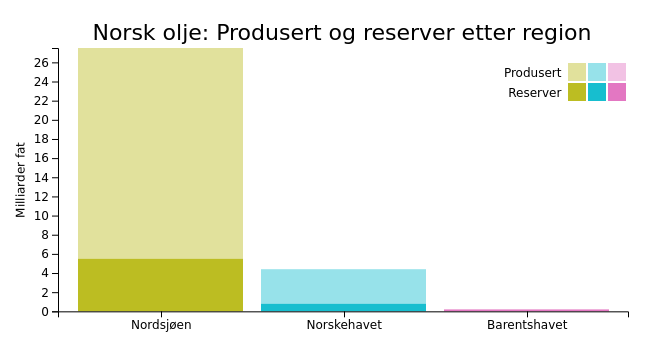 Norsk olje: Produsert og reserver etter region
Produsert
Reserver
Milliarder fat
26
24
22
20
18
16
14
12
10
8
6
4
2
0
Nordsjøen
Norskehavet
Barentshavet